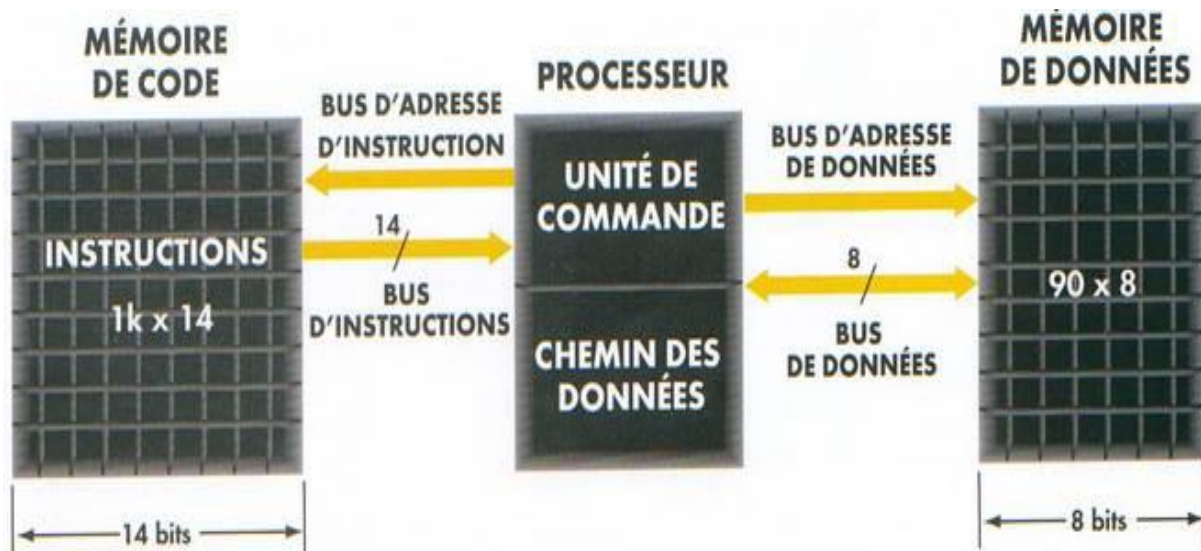 MÉMOIRE
DE CODE
BUS D'ADRESSE
D'INSTRUCTION
PROCESSEUR
MÉMOIRE
DE DONNÉES
UNITÉ DE
COMMANDE
BUS D'ADRESSE
DE DONNÉES
INSTRUCTIONS
1k x 14
14
BUS
D'INSTRUCTIONS
8
BUS
DE DONNÉES
90 x 8
CHEMIN DES
DONNÉES
14 bits
8 bits